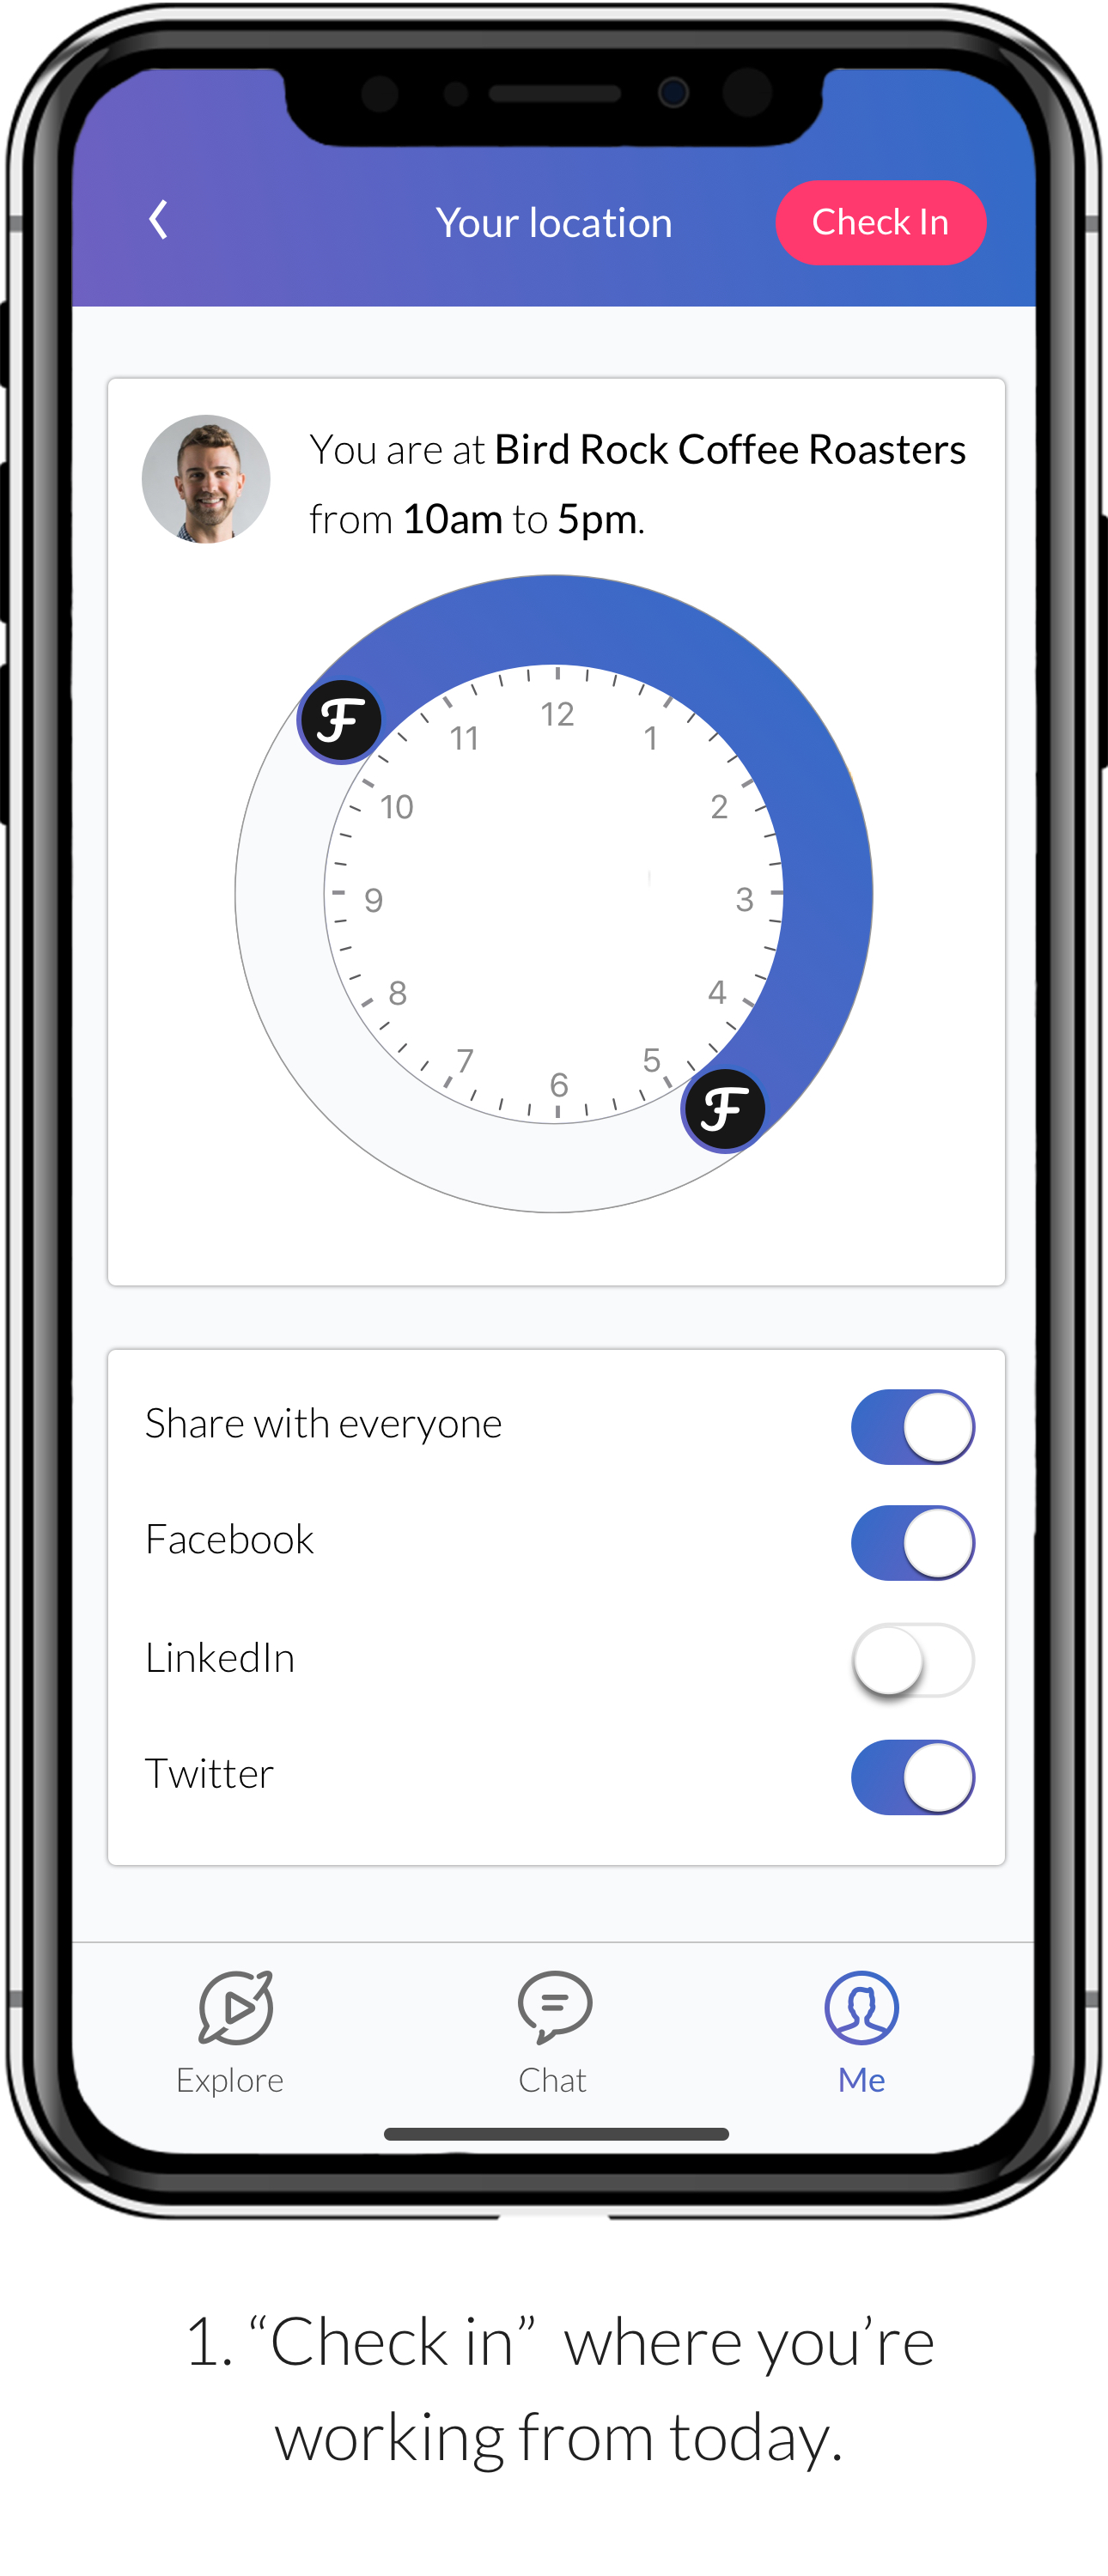 Your location
Check In
You are at Bird Rock Coffee Roasters
from 10am to 5pm.
F
12
11
1
10
2
9
3
8
4
7
5
6
F
Share with everyone
Facebook
LinkedIn
Twitter
Explore
Chat
Me
1. “Check in” where you’re
working from today.